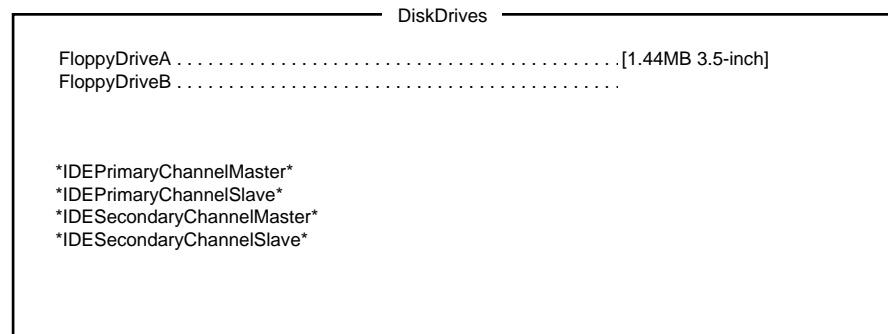 DiskDrives
FloppyDriveA . . . . . . . . . . . . . . . . . . . . . . . . . . . . . . . . . . . . . . . . . . . .[1.44MB 3.5-inch]
FloppyDriveB . . . . . . . . . . . . . . . . . . . . . . . . . . . . . . . . . . . . . . . . . . . .
*IDEPrimaryChannelMaster*
*IDEPrimaryChannelSlave*
*IDESecondaryChannelMaster*
*IDESecondaryChannelSlave*